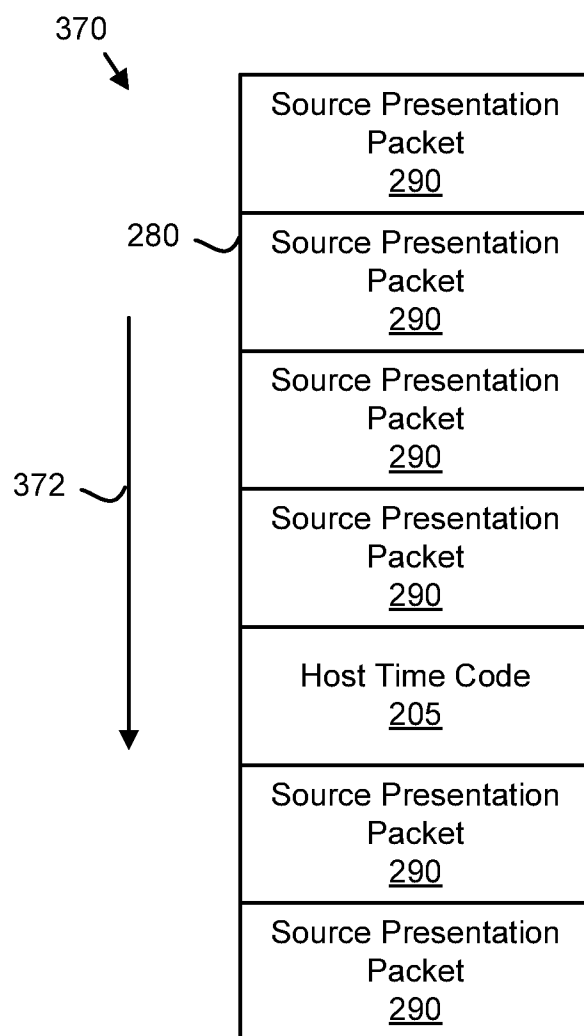 370
Source Presentation
Packet
290
280
Source Presentation
Packet
290
Source Presentation
Packet
290
372
Source Presentation
Packet
290
Host Time Code
205
Source Presentation
Packet
290
Source Presentation
Packet
290